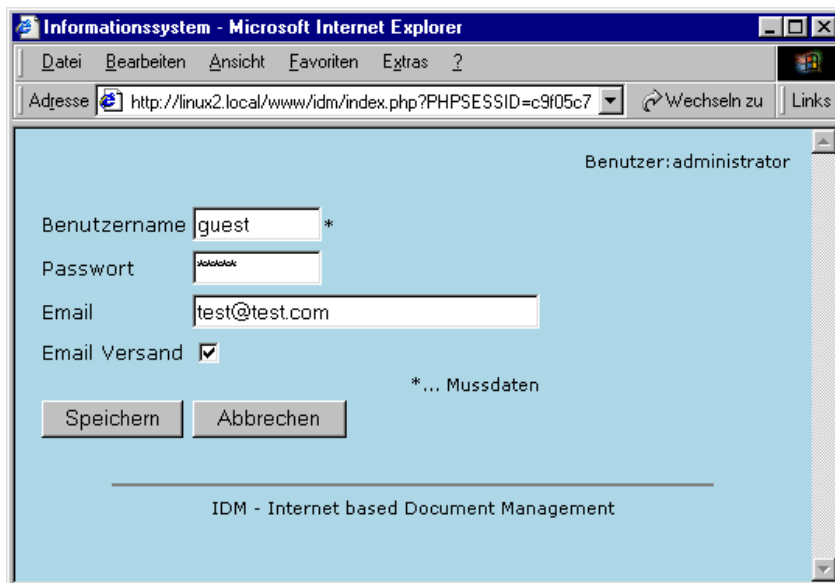 Informationssystem - Microsoft Internet Explorer
Datei Bearbeiten Ansicht Favoriten Extras ?
Adresse http://linux2.local/www/idm/index.php?PHPSESSID=c9f05c7 Wechseln zu Links
Benutzer:administrator
Benutzername guest *
Passwort ******
Email test@test.com
Email Versand
*... Mussdaten
Speichern Abbrechen
IDM - Internet based Document Management